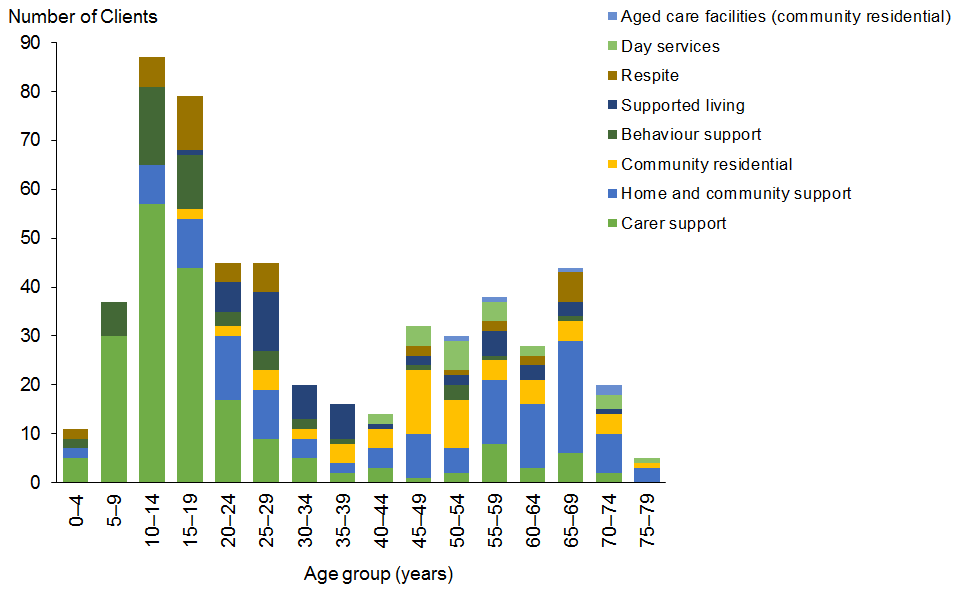 Number of Clients
Aged care facilities (community residential)
Day services
Respite
Supported living
Behaviour support
Community residential
Home and community support
Carer support
90
80
70
60
50
40
30
20
10
0
0–4
5–9
10–14
15–19
20–24
25–29
30–34
35–39
40–44
45–49
50–54
55–59
60–64
65–69
70–74
75–79
Age group (years)